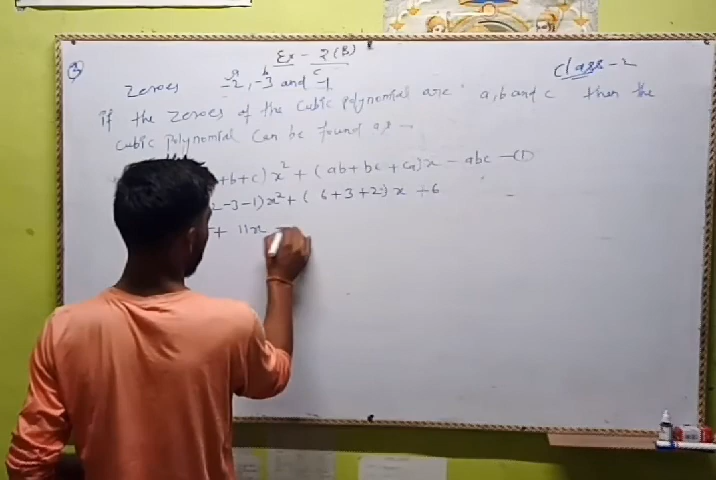 Ex - 2(B)
Class-2
Zeroes -2, -3 and -1
a b c
If the zeroes of the Cubic polynomial are a, b and c then the
Cubic polynomial Can be found as -
+b+c)x² + (ab+bc+ca)x - abc -(1)
2-3-1)x² + (6+3+2)x + 6
+ 11x